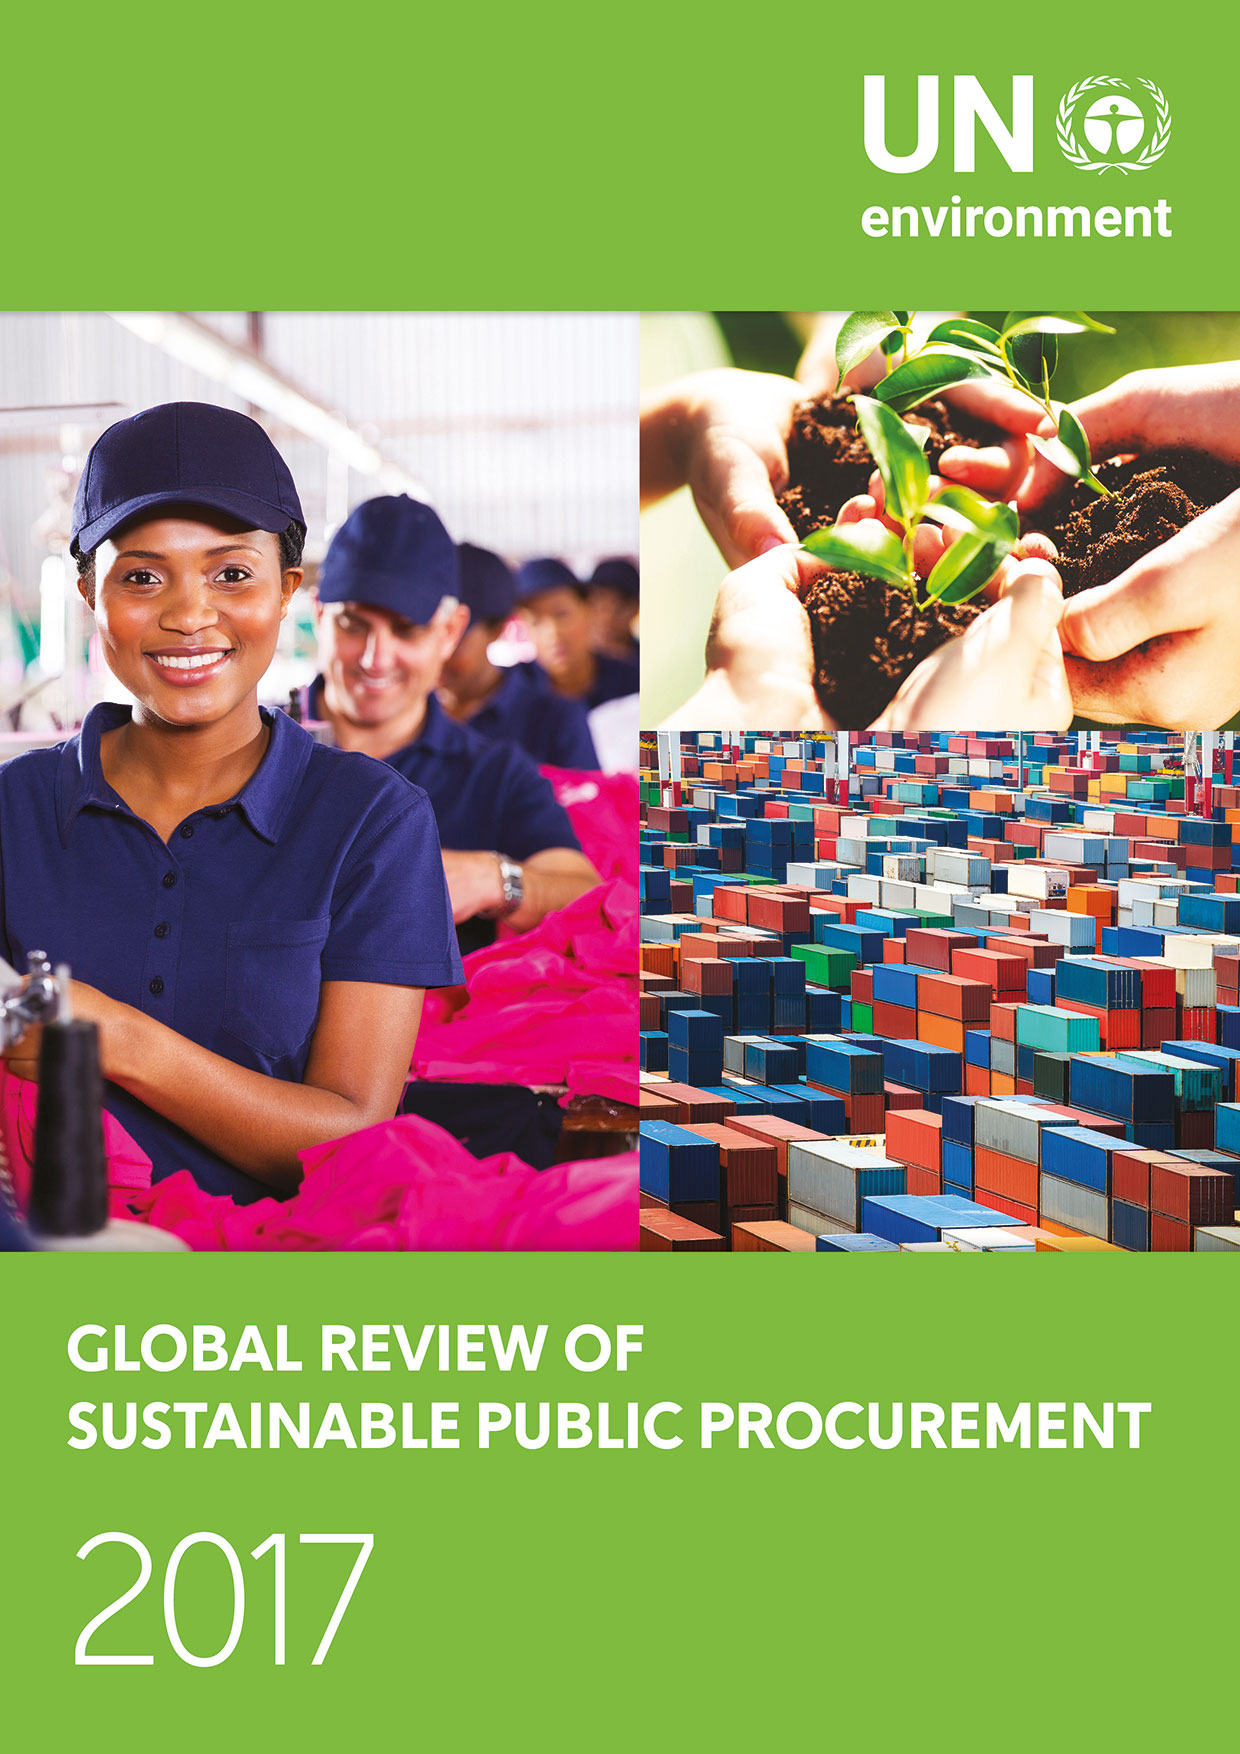 UN
environment
GLOBAL REVIEW OF
SUSTAINABLE PUBLIC PROCUREMENT
2017